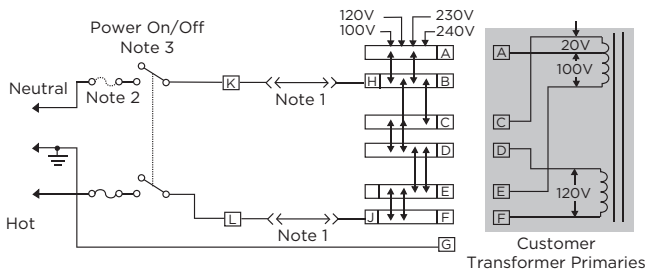 120V 230V
100V 240V
Power On/Off
Note 3
Neutral
Note 2
K
Note 1
H
A
B
C
D
E
J
F
L
Note 1
G
Hot
A
20V
100V
C
D
E
120V
F
Customer
Transformer Primaries